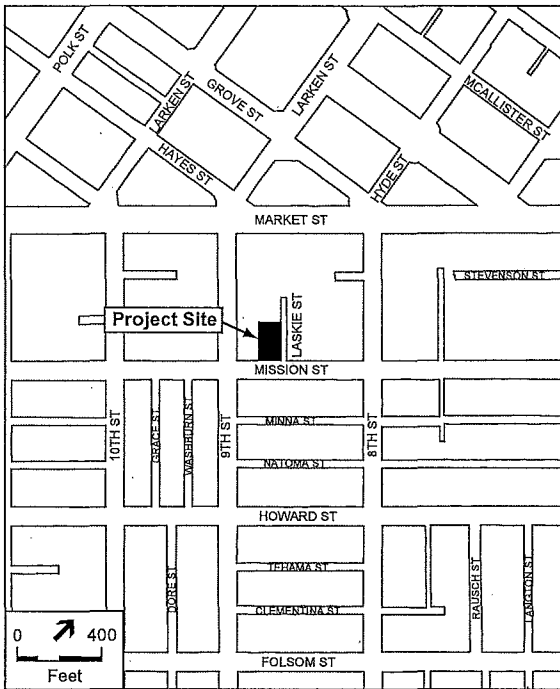 POLK ST
LARKEN ST
GROVE ST
LARKEN ST
MCALLISTER ST
HAYES ST
HYDE ST
MARKET ST
STEVENSON ST
Project Site
LASKIE ST
MISSION ST
10TH ST
GRACE ST
WASHBURN ST
9TH ST
MINNA ST
8TH ST
NATOMA ST
HOWARD ST
DORE ST
TEHAMA ST
RAUSCH ST
LANGTON ST
CLEMENTINA ST
0 400
Feet
FOLSOM ST